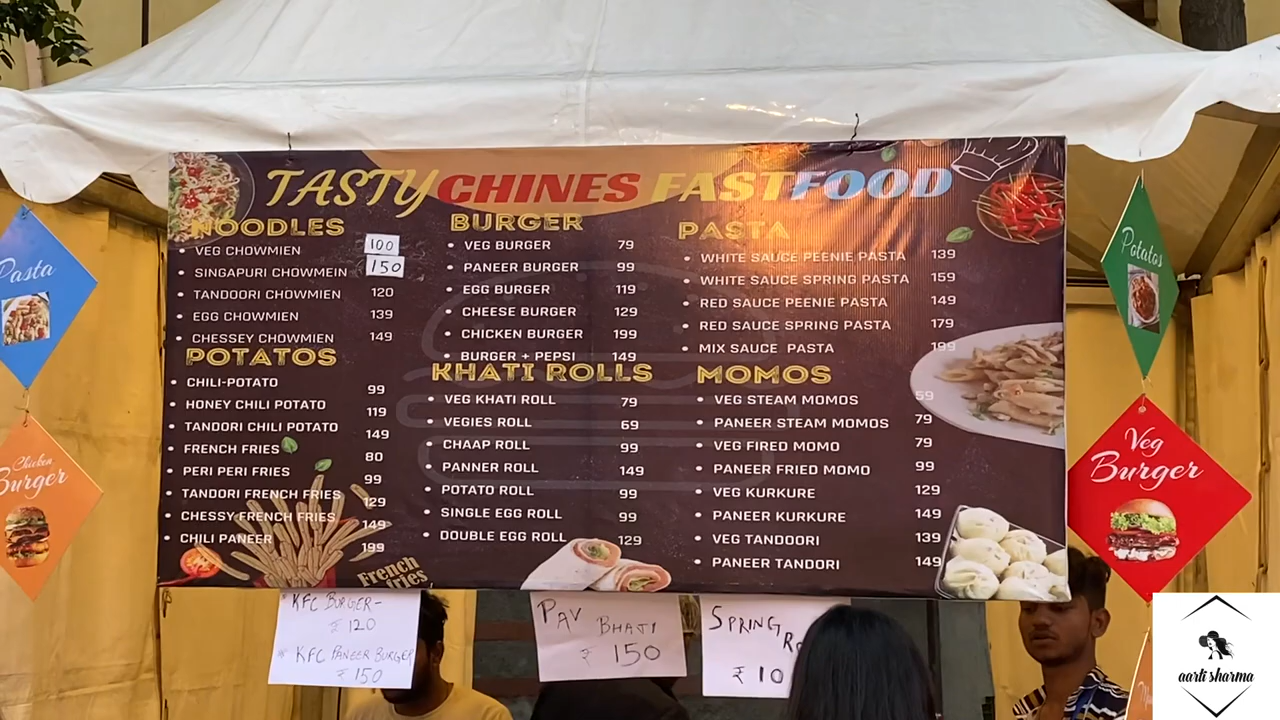 TASTY CHINES FAST FOOD
NOODLES
• VEG CHOWMIEN 100
• SINGAPURI CHOWMEIN 150
• TANDOORI CHOWMIEN 120
• EGG CHOWMIEN 139
• CHESSEY CHOWMIEN 149
POTATOS
• CHILI-POTATO 99
• HONEY CHILI POTATO 119
• TANDORI CHILI POTATO 149
• FRENCH FRIES 80
• PERI PERI FRIES 99
• TANDORI FRENCH FRIES 129
• CHESSY FRENCH FRIES 149
• CHILI PANEER 199
French fries
BURGER
• VEG BURGER 79
• PANEER BURGER 99
• EGG BURGER 119
• CHEESE BURGER 129
• CHICKEN BURGER 199
• BURGER + PEPSI 149
KHATI ROLLS
• VEG KHATI ROLL 79
• VEGIES ROLL 69
• CHAAP ROLL 99
• PANNER ROLL 149
• POTATO ROLL 99
• SINGLE EGG ROLL 99
• DOUBLE EGG ROLL 129
PASTA
• WHITE SAUCE PEENIE PASTA 139
• WHITE SAUCE SPRING PASTA 159
• RED SAUCE PEENIE PASTA 149
• RED SAUCE SPRING PASTA 179
• MIX SAUCE PASTA 199
MOMOS
• VEG STEAM MOMOS 59
• PANEER STEAM MOMOS 79
• VEG FIRED MOMO 79
• PANEER FRIED MOMO 99
• VEG KURKURE 129
• PANEER KURKURE 149
• VEG TANDOORI 139
• PANEER TANDORI 149
Pasta
Chicken
Burger
Potatos
Veg
Burger
* KFC BURGER-
₹ 120
* KFC PANEER BURGER
₹ 150
PAV BHATI
₹ 150
SPRING
₹ 10
aarti sharma